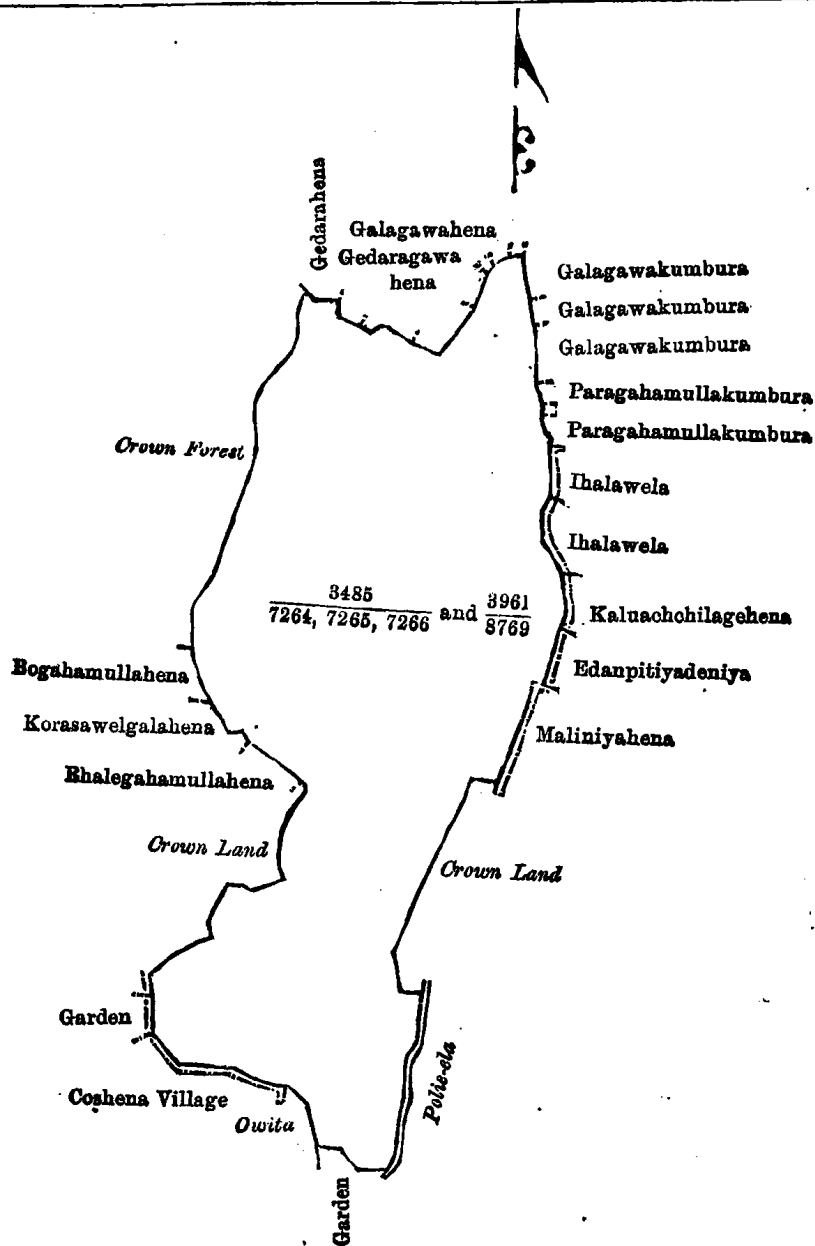 Gedarahena
Galagawahena
Gedaragawa
hena
Galagawakumbura
Galagawakumbura
Galagawakumbura
Paragahamullakumbura
Crown Forest
Paragahamullakumbura
Ihalawela
Ihalawela
3485
7264, 7265, 7266 and 3961
8769
Kaluachchilagehena
Bogahamullahena
Edanpitiyadeniya
Korasawelgalahena
Maliniyahena
Bhalegahamullahena
Crown Land
Crown Land
Garden
Polie-ela
Coshena Village
Owita
Garden